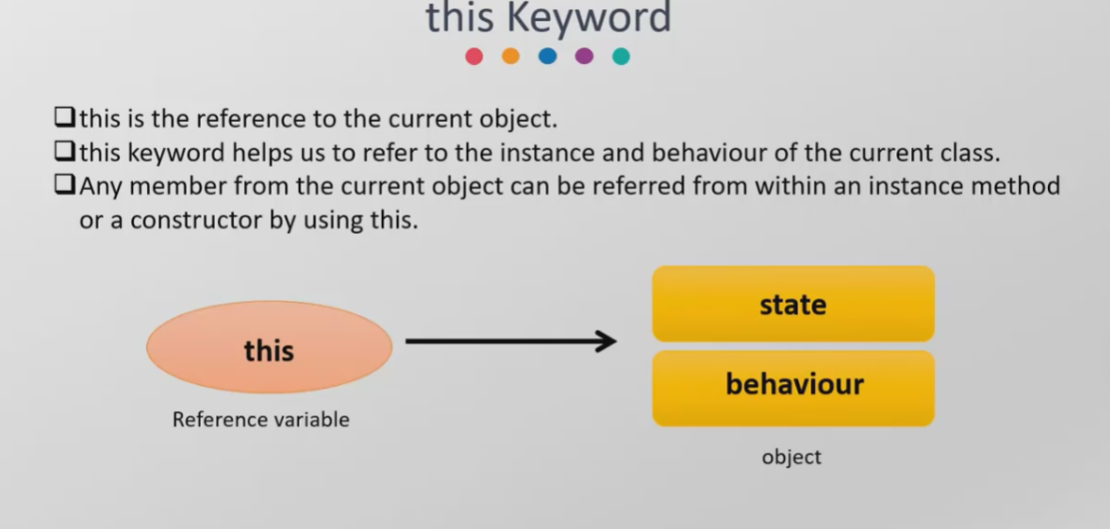 this Keyword
❑this is the reference to the current object.
❑this keyword helps us to refer to the instance and behaviour of the current class.
❑Any member from the current object can be referred from within an instance method
or a constructor by using this.
state
this
behaviour
Reference variable
object